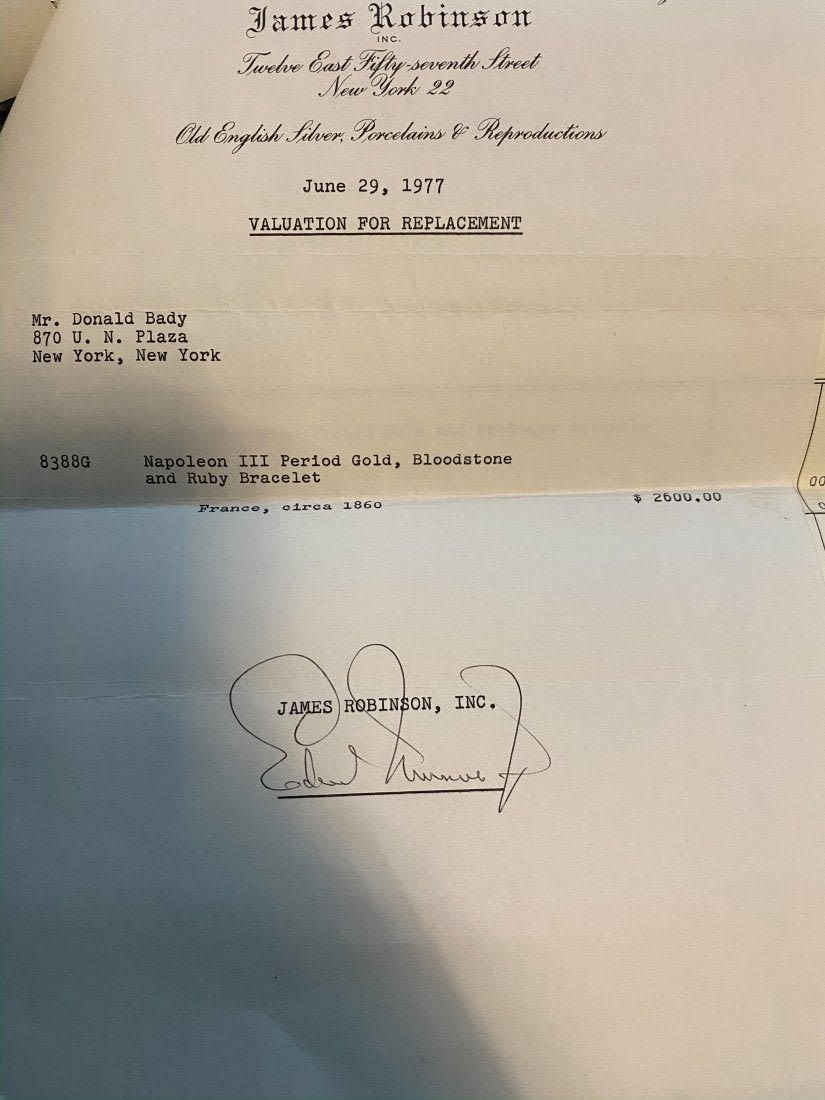 James Robinson
INC.
Twelve East Fifty-seventh Street
New York 22
Old English Silver, Porcelains & Reproductions
June 29, 1977
VALUATION FOR REPLACEMENT
Mr. Donald Bady
870 U. N. Plaza
New York, New York
8388G Napoleon III Period Gold, Bloodstone
and Ruby Bracelet
France, circa 1860 $ 2600.00
JAMES ROBINSON, INC.